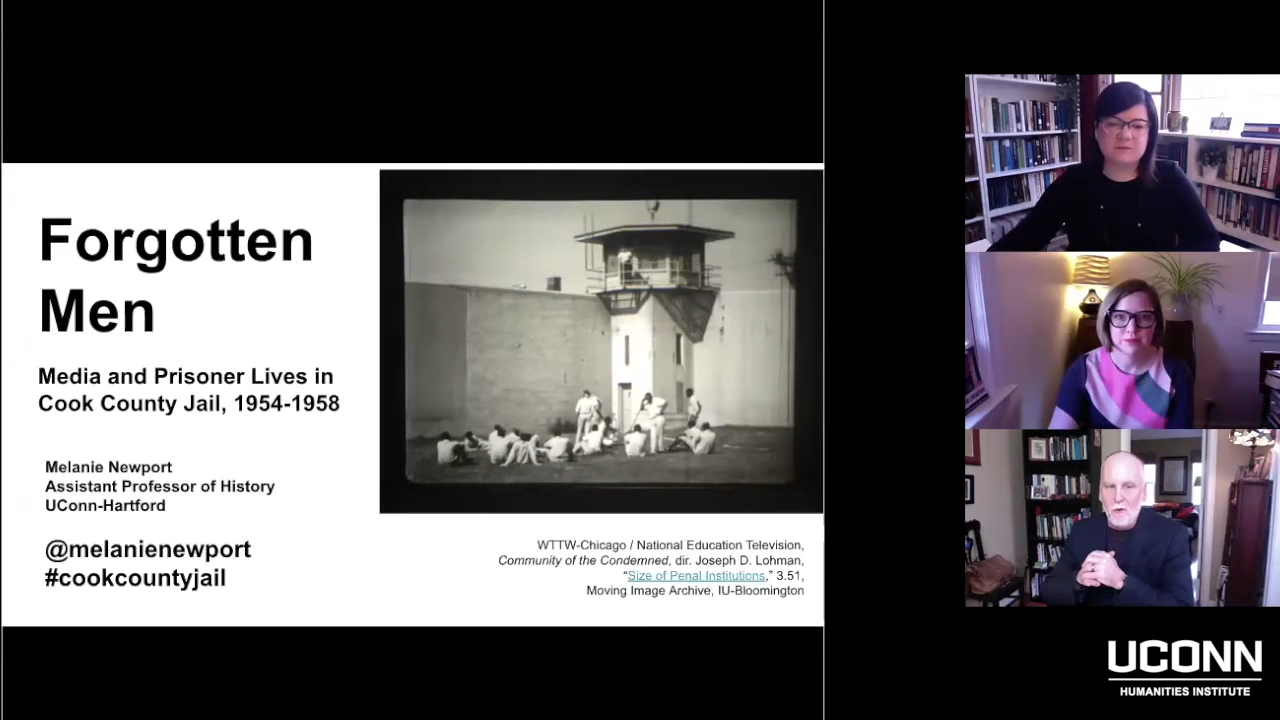 Forgotten
Men
Media and Prisoner Lives in
Cook County Jail, 1954-1958
Melanie Newport
Assistant Professor of History
UConn-Hartford
@melanienewport
#cookcountyjail
WTTW-Chicago / National Education Television,
Community of the Condemned, dir. Joseph D. Lohman,
“Size of Penal Institutions,” 3.51,
Moving Image Archive, IU-Bloomington
UCONN
HUMANITIES INSTITUTE